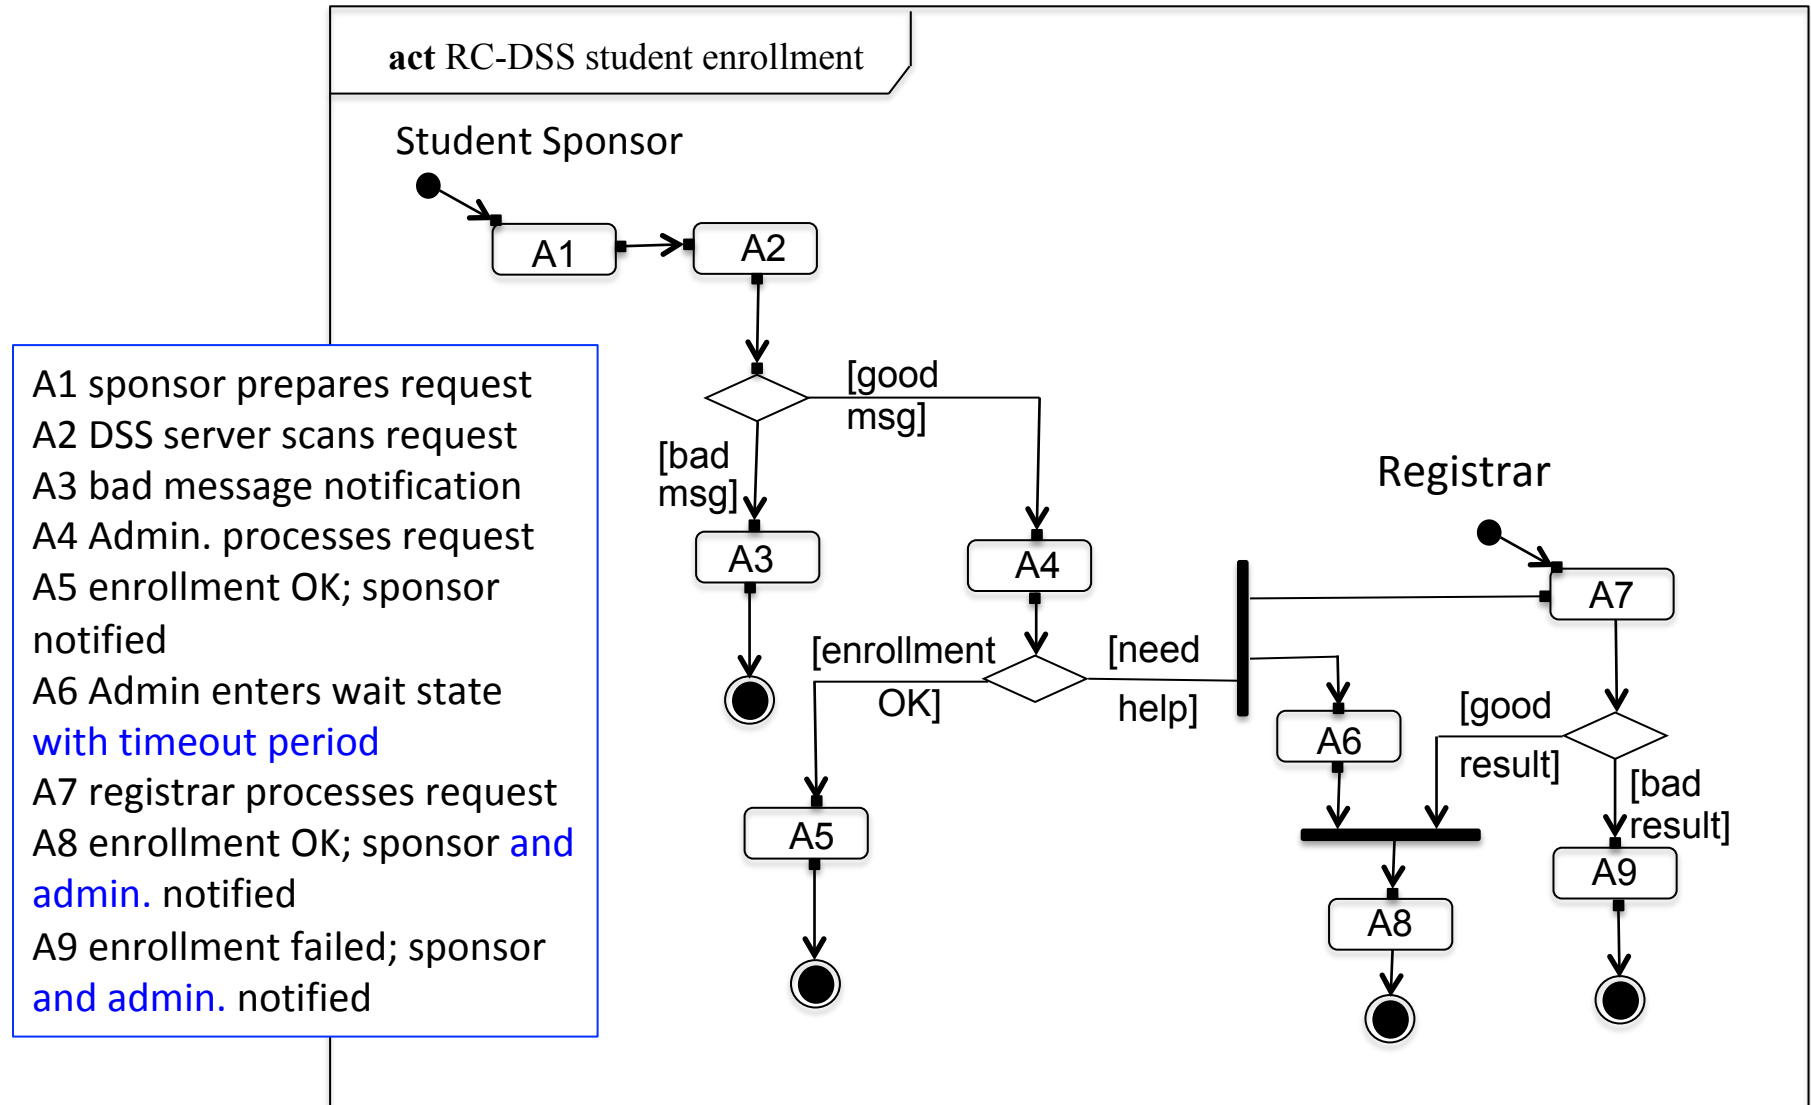 act RC-DSS student enrollment
Student Sponsor
A1
A2
[good
msg]
[bad
msg]
A3
A4
Registrar
A7
[enrollment
OK]
[need
help]
A5
A6
[good
result]
[bad
result]
A8
A9
A1 sponsor prepares request
A2 DSS server scans request
A3 bad message notification
A4 Admin. processes request
A5 enrollment OK; sponsor
notified
A6 Admin enters wait state
with timeout period
A7 registrar processes request
A8 enrollment OK; sponsor and
admin. notified
A9 enrollment failed; sponsor
and admin. notified